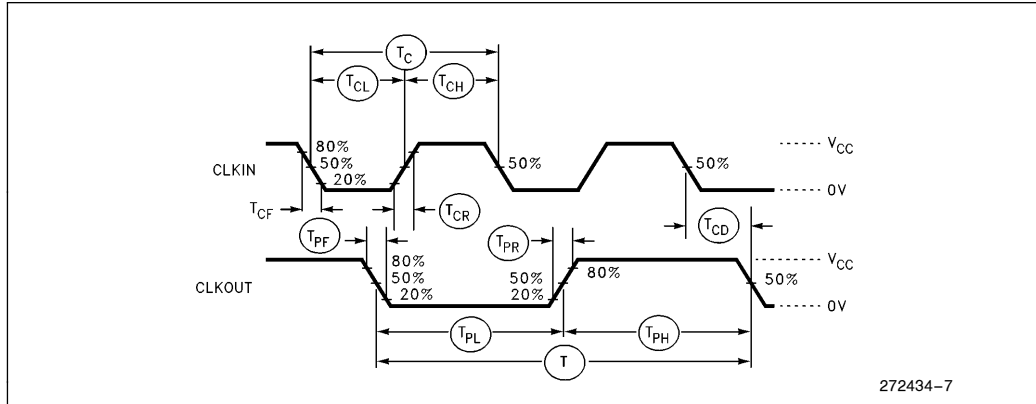 T_C
T_CL T_CH
80%
50%
20%
50%
50%
V_CC
0V
CLKIN
T_CF
T_CR
T_CD
T_PF
T_PR
80%
50%
20%
50%
20%
80%
50%
V_CC
0V
CLKOUT
T_PL T_PH
T
272434–7